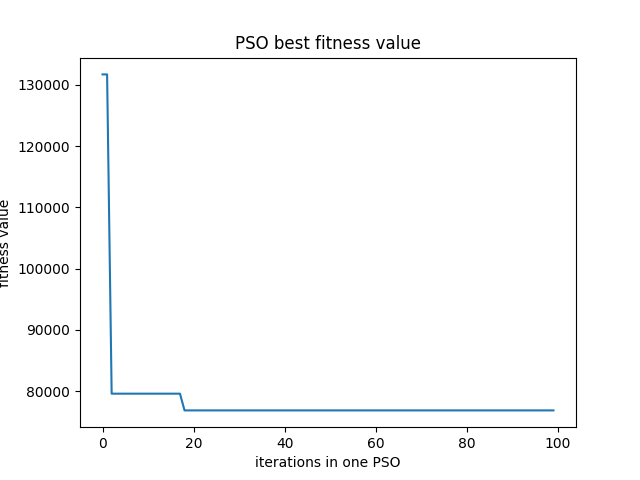 PSO best fitness value
130000
120000
110000
100000
90000
80000
fitness value
0 20 40 60 80 100
iterations in one PSO